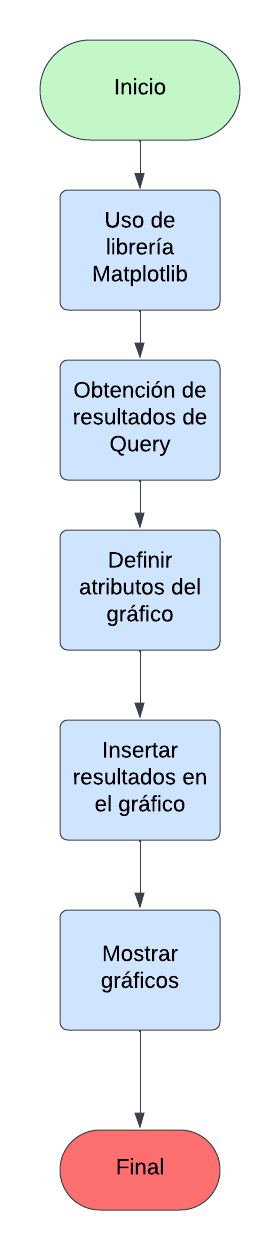 Inicio
Uso de
librería
Matplotlib
Obtención de
resultados de
Query
Definir
atributos del
gráfico
Insertar
resultados en
el gráfico
Mostrar
gráficos
Final